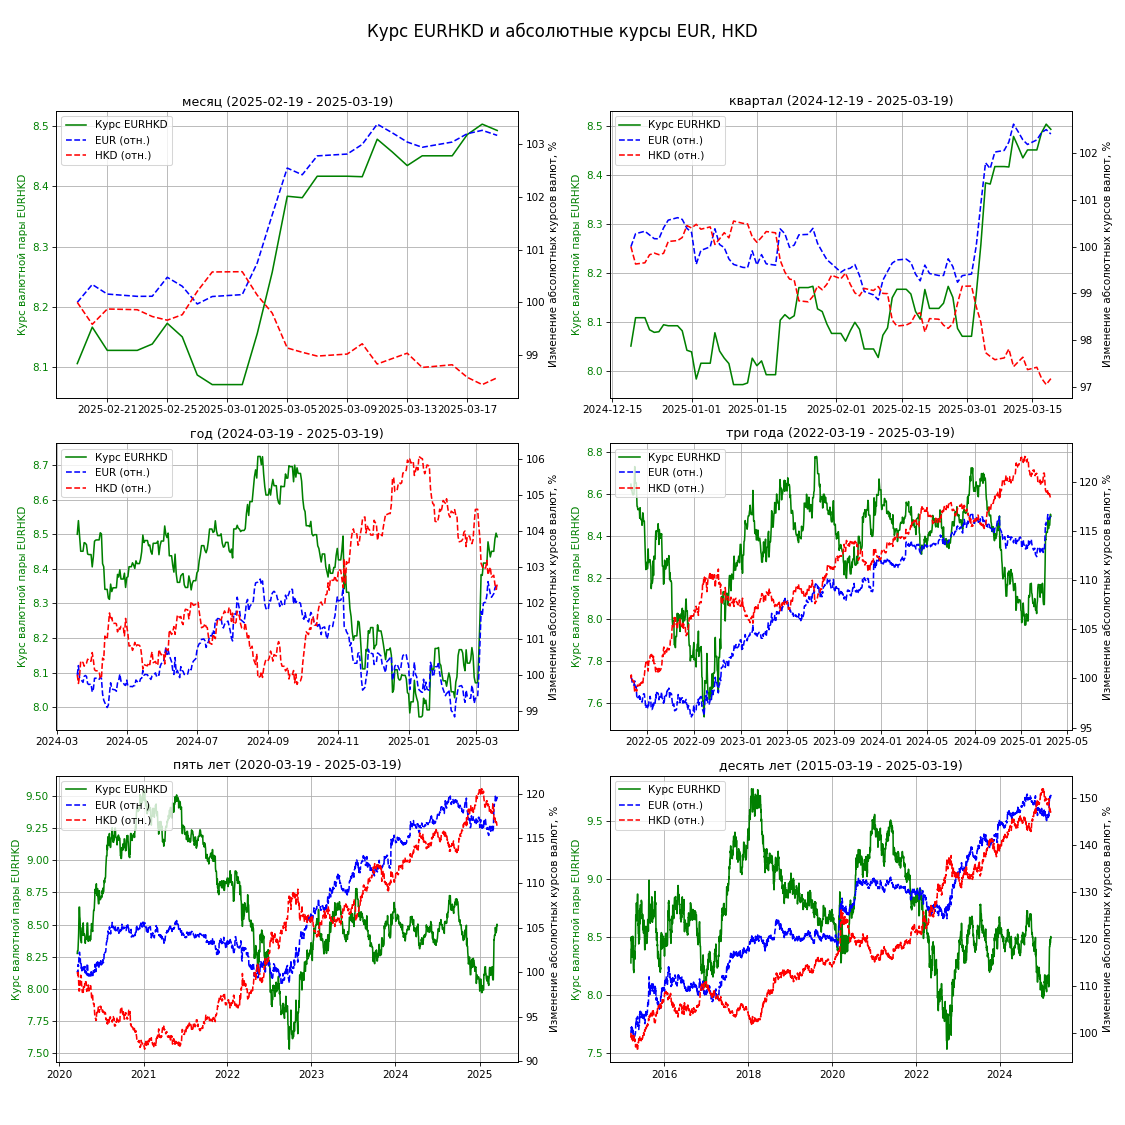 Курс EURHKD и абсолютные курсы EUR, HKD
месяц (2025-02-19 - 2025-03-19)
Курс EURHKD
EUR (отн.)
HKD (отн.)
Курс валютной пары EURHKD
8.5
8.4
8.3
8.2
8.1
103
102
101
100
99
Изменение абсолютных курсов валют, %
2025-02-21 2025-02-25 2025-03-01 2025-03-05 2025-03-09 2025-03-13 2025-03-17
квартал (2024-12-19 - 2025-03-19)
Курс EURHKD
EUR (отн.)
HKD (отн.)
Курс валютной пары EURHKD
8.5
8.4
8.3
8.2
8.1
8.0
102
101
100
99
98
97
Изменение абсолютных курсов валют, %
2024-12-15 2025-01-01 2025-01-15 2025-02-01 2025-02-15 2025-03-01 2025-03-15
год (2024-03-19 - 2025-03-19)
Курс EURHKD
EUR (отн.)
HKD (отн.)
Курс валютной пары EURHKD
8.7
8.6
8.5
8.4
8.3
8.2
8.1
8.0
106
105
104
103
102
101
100
99
Изменение абсолютных курсов валют, %
2024-03 2024-05 2024-07 2024-09 2024-11 2025-01 2025-03
три года (2022-03-19 - 2025-03-19)
Курс EURHKD
EUR (отн.)
HKD (отн.)
Курс валютной пары EURHKD
8.8
8.6
8.4
8.2
8.0
7.8
7.6
120
115
110
105
100
95
Изменение абсолютных курсов валют, %
2022-05 2022-09 2023-01 2023-05 2023-09 2024-01 2024-05 2024-09 2025-01 2025-05
пять лет (2020-03-19 - 2025-03-19)
Курс EURHKD
EUR (отн.)
HKD (отн.)
Курс валютной пары EURHKD
9.50
9.25
9.00
8.75
8.50
8.25
8.00
7.75
7.50
120
115
110
105
100
95
90
Изменение абсолютных курсов валют, %
2020 2021 2022 2023 2024 2025
десять лет (2015-03-19 - 2025-03-19)
Курс EURHKD
EUR (отн.)
HKD (отн.)
Курс валютной пары EURHKD
9.5
9.0
8.5
8.0
7.5
150
140
130
120
110
100
Изменение абсолютных курсов валют, %
2016 2018 2020 2022 2024